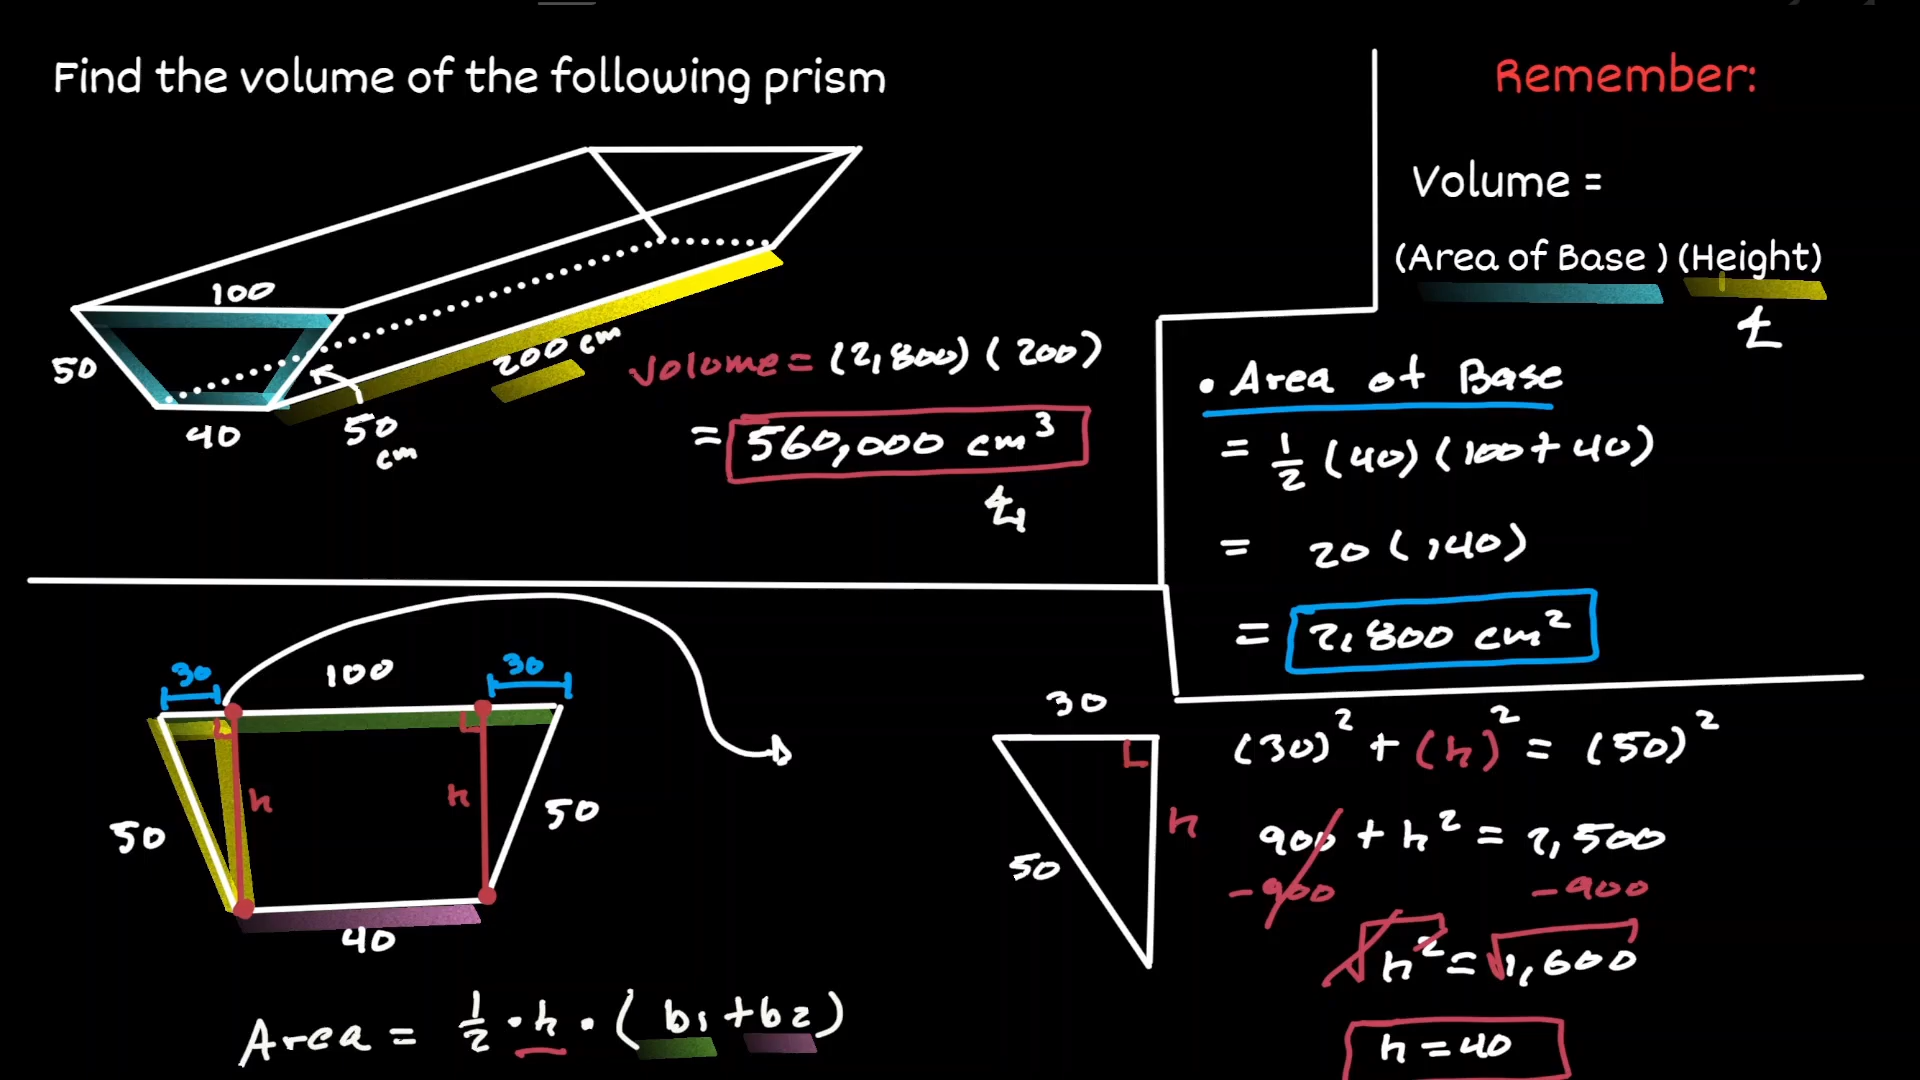 Find the volume of the following prism
Remember:
Volume =
(Area of Base ) (Height)
100
50
40
50
cm
200 cm
Volume = (2,800) ( 200)
= 560,000 cm³
• Area of Base
= 1/2 (40) (100 + 40)
= 20 (140)
= 2,800 cm²
30
100
30
h
h
50
50
40
Area = 1/2 • h • ( b1 + b2 )
30
h
50
(30)² + (h)² = (50)²
900 + h² = 2,500
-900 -900
√h² = √1,600
h = 40